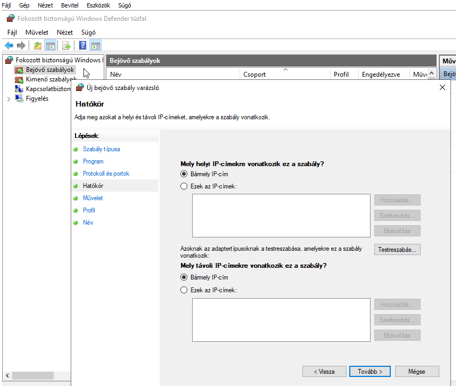 Fájl Gép Nézet Bevitel Eszközök Súgó
Fokozott biztonságú Windows Defender tűzfal
Fájl Művelet Nézet Súgó
Fokozott biztonságú Windows
Bejövő szabályok
Kimenő szabályok
Kapcsolatbizton
Figyelés
Bejövő szabályok
Név Csoport Profil Engedélyezve Műv
Műv
Bejö
Új bejövő szabály varázsló
Hatókör
Adja meg azokat a helyi és távoli IP-címeket, amelyekre a szabály vonatkozik.
Lépések:
Szabály típusa
Program
Protokoll és portok
Hatókör
Művelet
Profil
Név
Mely helyi IP-címekre vonatkozik ez a szabály?
Bármely IP-cím
Ezek az IP-címek:
Hozzáadás...
Szerkesztés...
Eltávolítás
Azoknak az adaptertípusoknak a testreszabása, amelyekre ez a szabály
vonatkozik:
Testreszabás...
Mely távoli IP-címekre vonatkozik ez a szabály?
Bármely IP-cím
Ezek az IP-címek:
Hozzáadás...
Szerkesztés...
Eltávolítás
< Vissza Tovább > Mégse